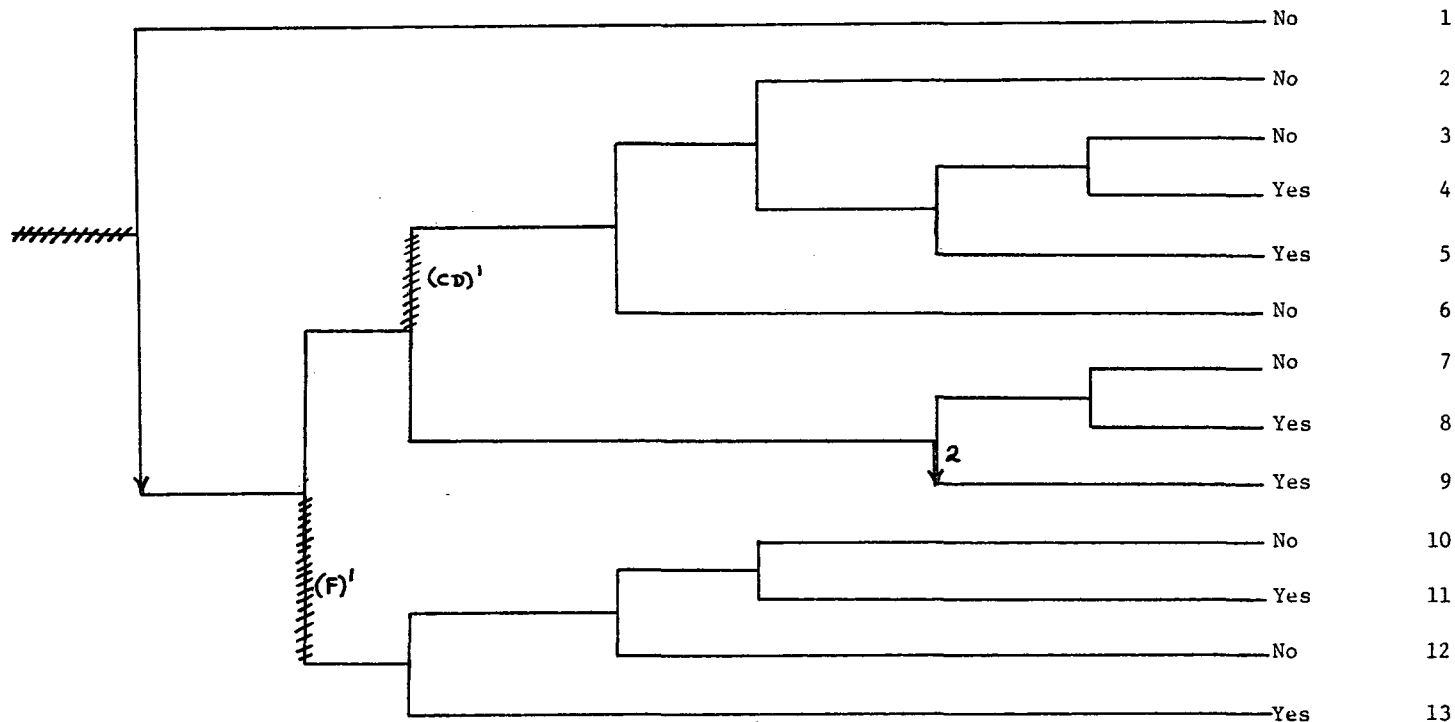 No 1
No 2
No 3
Yes 4
(CD)'
Yes 5
No 6
No 7
Yes 8
2
Yes 9
No 10
(F)'
Yes 11
No 12
Yes 13